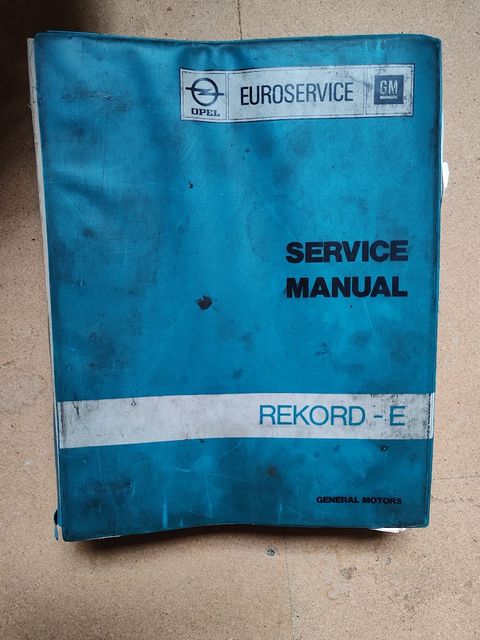 OPEL
EUROSERVICE
GM
SERVICE
MANUAL
REKORD - E
GENERAL MOTORS